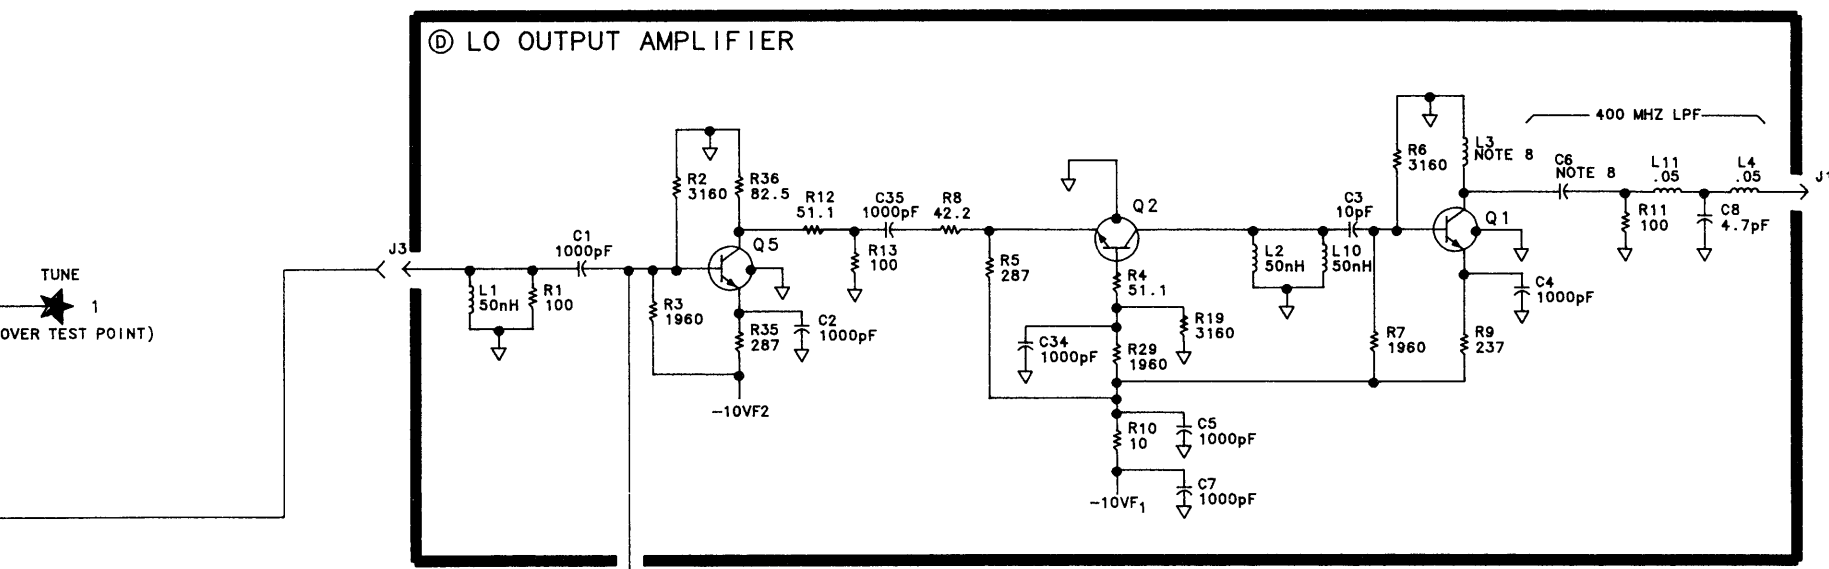 Ⓓ LO OUTPUT AMPLIFIER
400 MHZ LPF
L3
NOTE 8
R6
3160
C6
NOTE 8
L11
.05
L4
.05
J1
R2
3160
R36
82.5
R12
51.1
C35
1000pF
R8
42.2
Q2
C3
10pF
Q1
R11
100
C8
4.7pF
J3
C1
1000pF
Q5
R13
100
R5
287
L2
50nH
L10
50nH
TUNE
1
OVER TEST POINT)
L1
50nH
R1
100
R3
1960
R4
51.1
C4
1000pF
R35
287
C2
1000pF
R19
3160
C34
1000pF
R29
1960
R7
1960
R9
237
-10VF2
R10
10
C5
1000pF
C7
1000pF
-10VF1